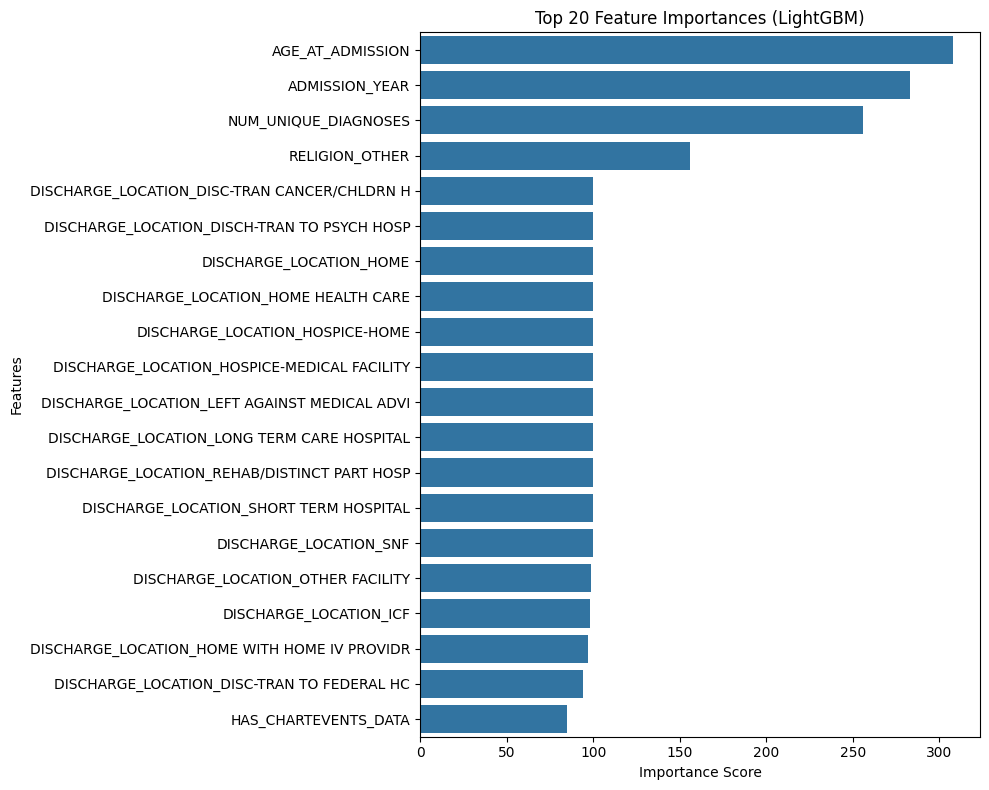 Top 20 Feature Importances (LightGBM)
Features
AGE_AT_ADMISSION
ADMISSION_YEAR
NUM_UNIQUE_DIAGNOSES
RELIGION_OTHER
DISCHARGE_LOCATION_DISC-TRAN CANCER/CHLDRN H
DISCHARGE_LOCATION_DISCH-TRAN TO PSYCH HOSP
DISCHARGE_LOCATION_HOME
DISCHARGE_LOCATION_HOME HEALTH CARE
DISCHARGE_LOCATION_HOSPICE-HOME
DISCHARGE_LOCATION_HOSPICE-MEDICAL FACILITY
DISCHARGE_LOCATION_LEFT AGAINST MEDICAL ADVI
DISCHARGE_LOCATION_LONG TERM CARE HOSPITAL
DISCHARGE_LOCATION_REHAB/DISTINCT PART HOSP
DISCHARGE_LOCATION_SHORT TERM HOSPITAL
DISCHARGE_LOCATION_SNF
DISCHARGE_LOCATION_OTHER FACILITY
DISCHARGE_LOCATION_ICF
DISCHARGE_LOCATION_HOME WITH HOME IV PROVIDR
DISCHARGE_LOCATION_DISC-TRAN TO FEDERAL HC
HAS_CHARTEVENTS_DATA
0 50 100 150 200 250 300
Importance Score